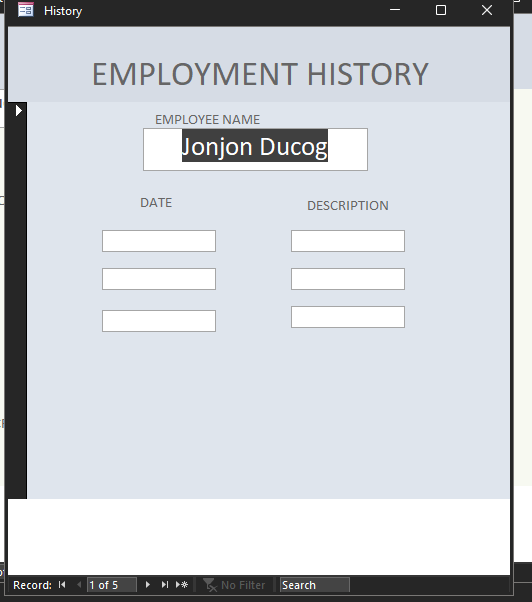 History
EMPLOYMENT HISTORY
EMPLOYEE NAME
Jonjon Ducog
DATE DESCRIPTION
Record: 1 of 5 No Filter Search